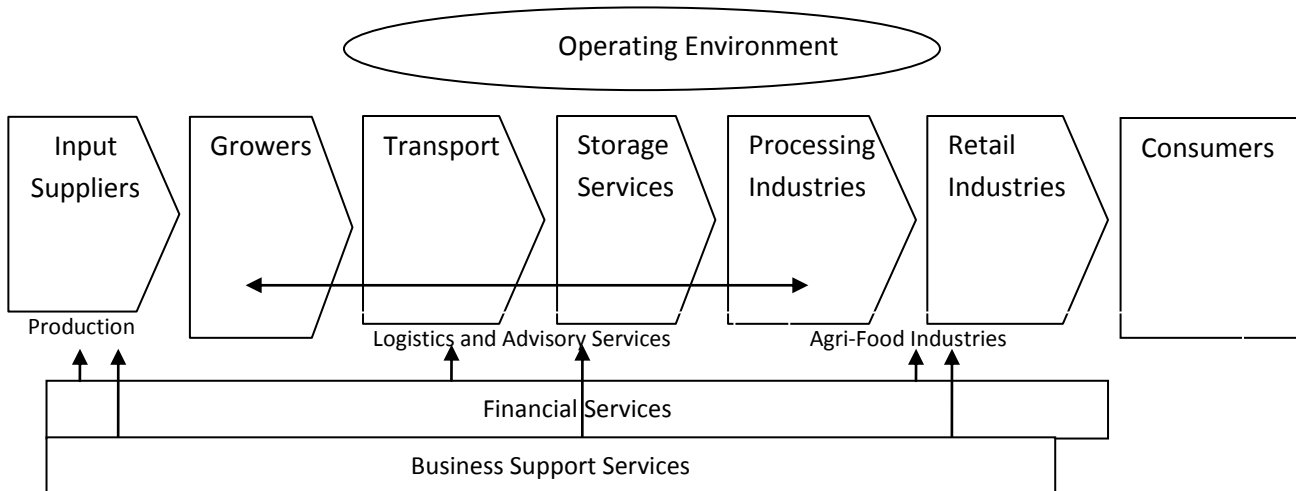 Operating Environment
Input
Suppliers
Growers
Transport
Storage
Services
Processing
Industries
Retail
Industries
Consumers
Production
Logistics and Advisory Services
Agri-Food Industries
Financial Services
Business Support Services